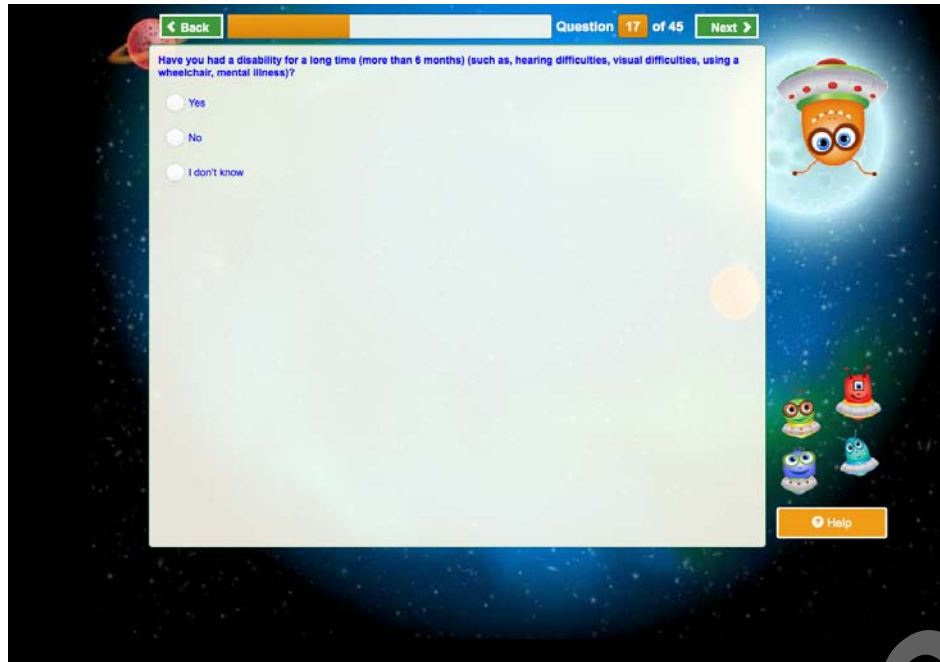 Back Question 17 of 45 Next
Have you had a disability for a long time (more than 6 months) (such as, hearing difficulties, visual difficulties, using a
wheelchair, mental illness)?
Yes
No
I don't know
? Help